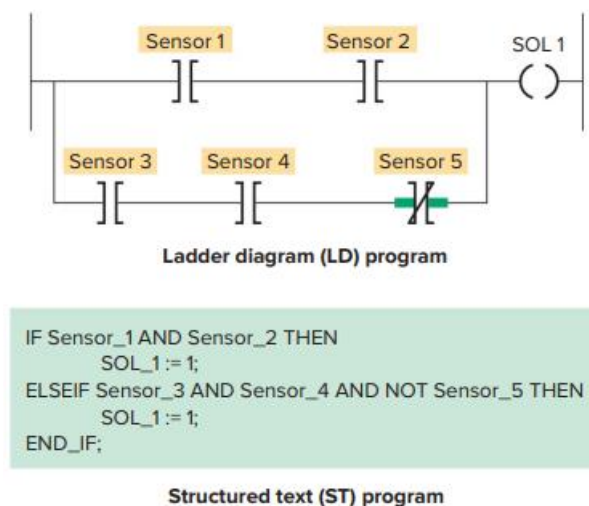 Sensor 1 Sensor 2 SOL 1
Sensor 3 Sensor 4 Sensor 5
Ladder diagram (LD) program
IF Sensor_1 AND Sensor_2 THEN
SOL_1 := 1;
ELSEIF Sensor_3 AND Sensor_4 AND NOT Sensor_5 THEN
SOL_1 := 1;
END_IF;
Structured text (ST) program